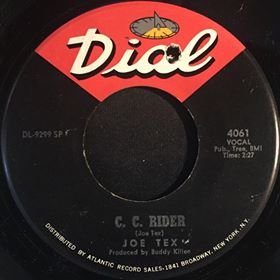 Dial
DL-9299 SP
4061
VOCAL
Pub., Tree, BMI
Time: 2:27
C. C. RIDER
(Joe Tex)
JOE TEX
Produced by Buddy Killen
DISTRIBUTED BY ATLANTIC RECORD SALES-1841 BROADWAY, NEW YORK, N.Y.